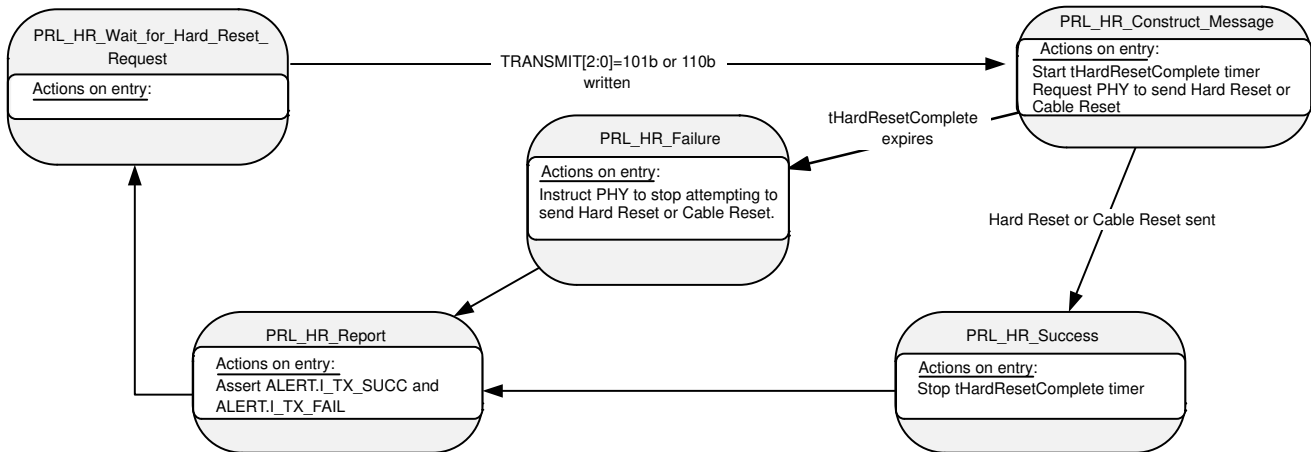 PRL_HR_Wait_for_Hard_Reset_
Request
Actions on entry:
TRANSMIT[2:0]=101b or 110b
written
PRL_HR_Construct_Message
Actions on entry:
Start tHardResetComplete timer
Request PHY to send Hard Reset or
Cable Reset
tHardResetComplete
expires
PRL_HR_Failure
Actions on entry:
Instruct PHY to stop attempting to
send Hard Reset or Cable Reset.
Hard Reset or Cable Reset sent
PRL_HR_Report
Actions on entry:
Assert ALERT.I_TX_SUCC and
ALERT.I_TX_FAIL
PRL_HR_Success
Actions on entry:
Stop tHardResetComplete timer